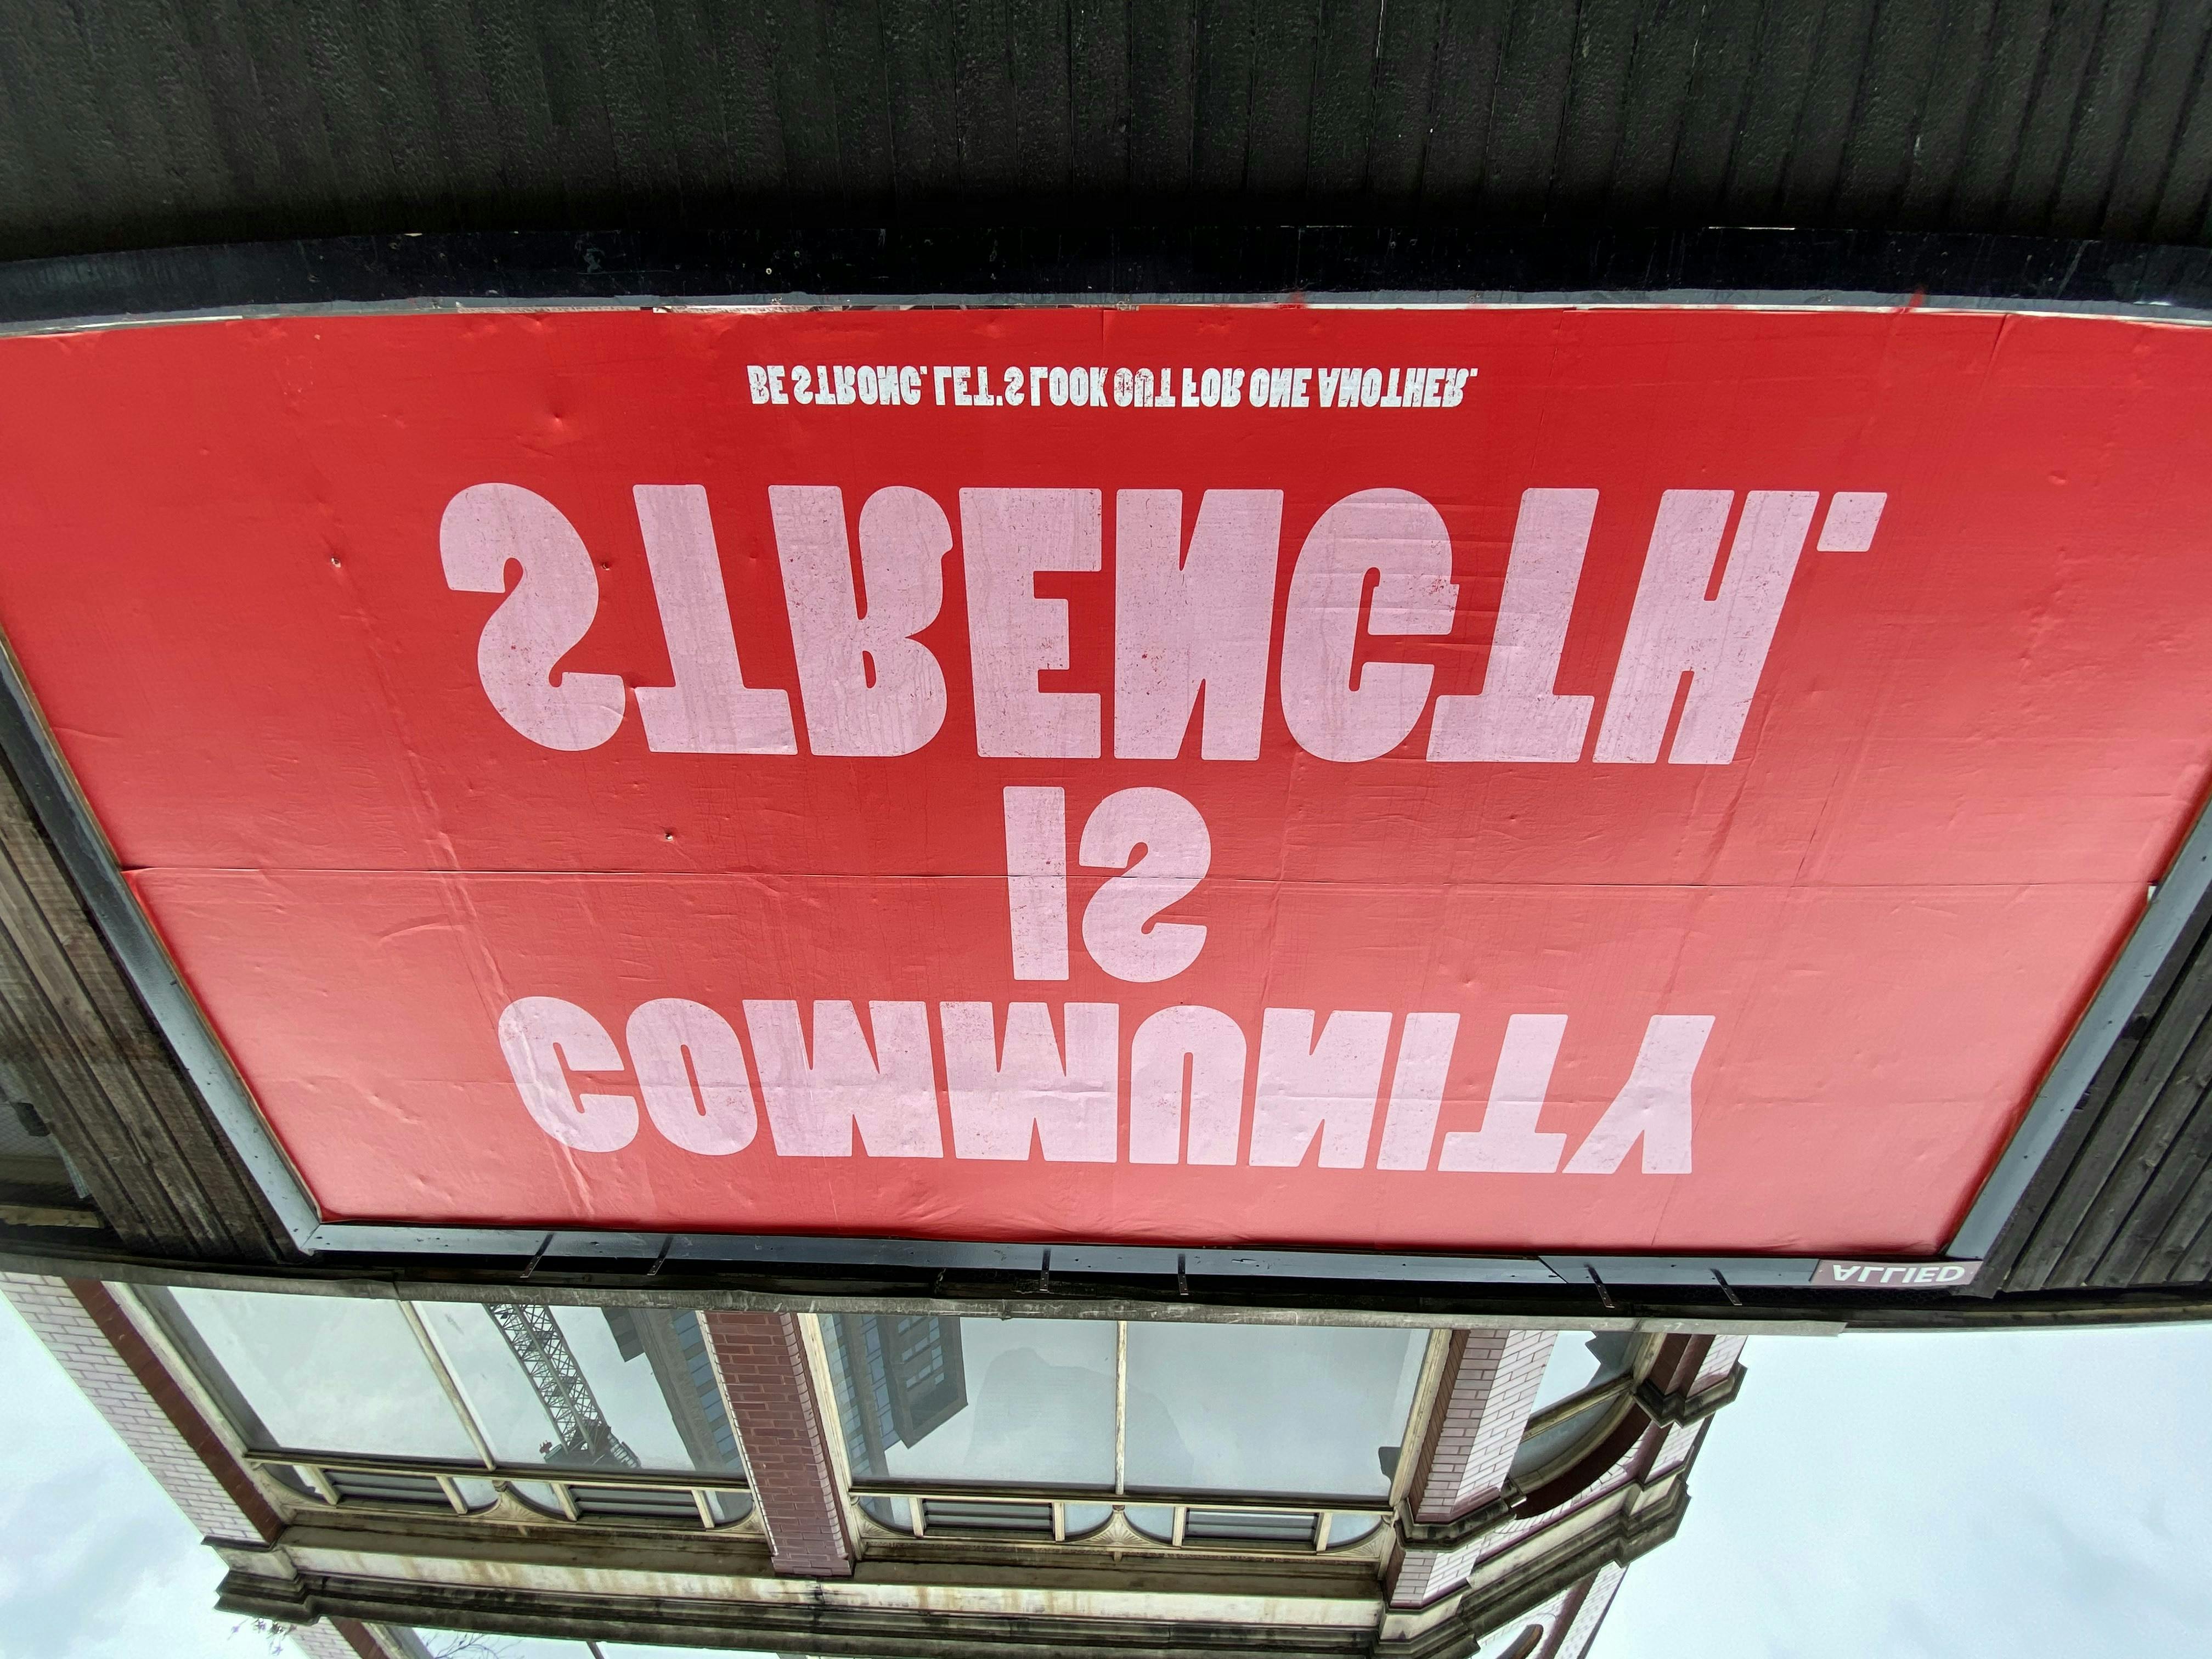 ALLIED
COMMUNITY
IS
STRENGTH.
BE STRONG. LET'S LOOK OUT FOR ONE ANOTHER.